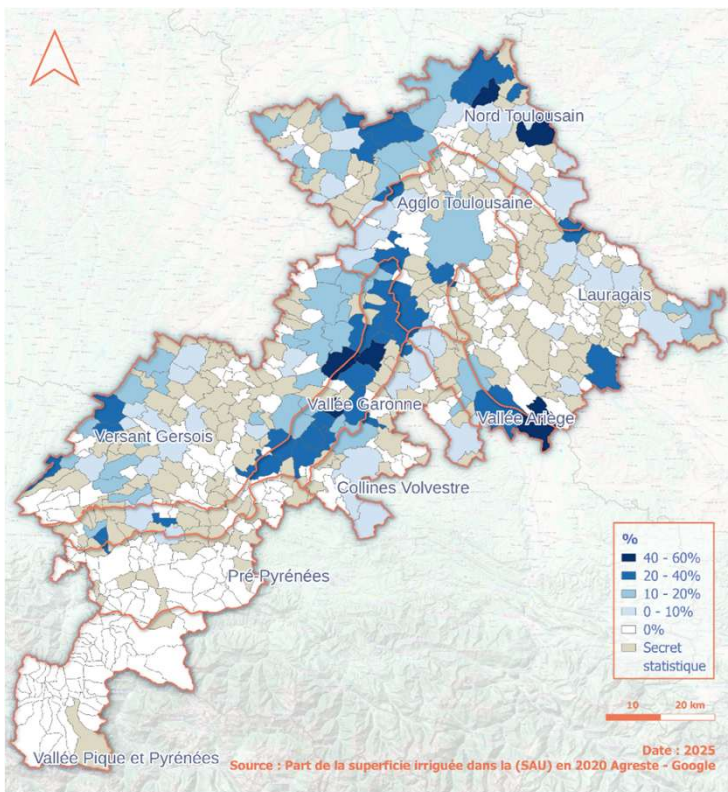 Nord Toulousain
Agglo Toulousaine
Lauragais
Vallée Garonne
Vallée Ariège
Versant Gersois
Collines Volvestre
Pré-Pyrénées
Vallée Pique et Pyrénées
%
40 - 60%
20 - 40%
10 - 20%
0 - 10%
0%
Secret
statistique
10 20 km
Date : 2025
Source : Part de la superficie irriguée dans la (SAU) en 2020 Agreste - Google